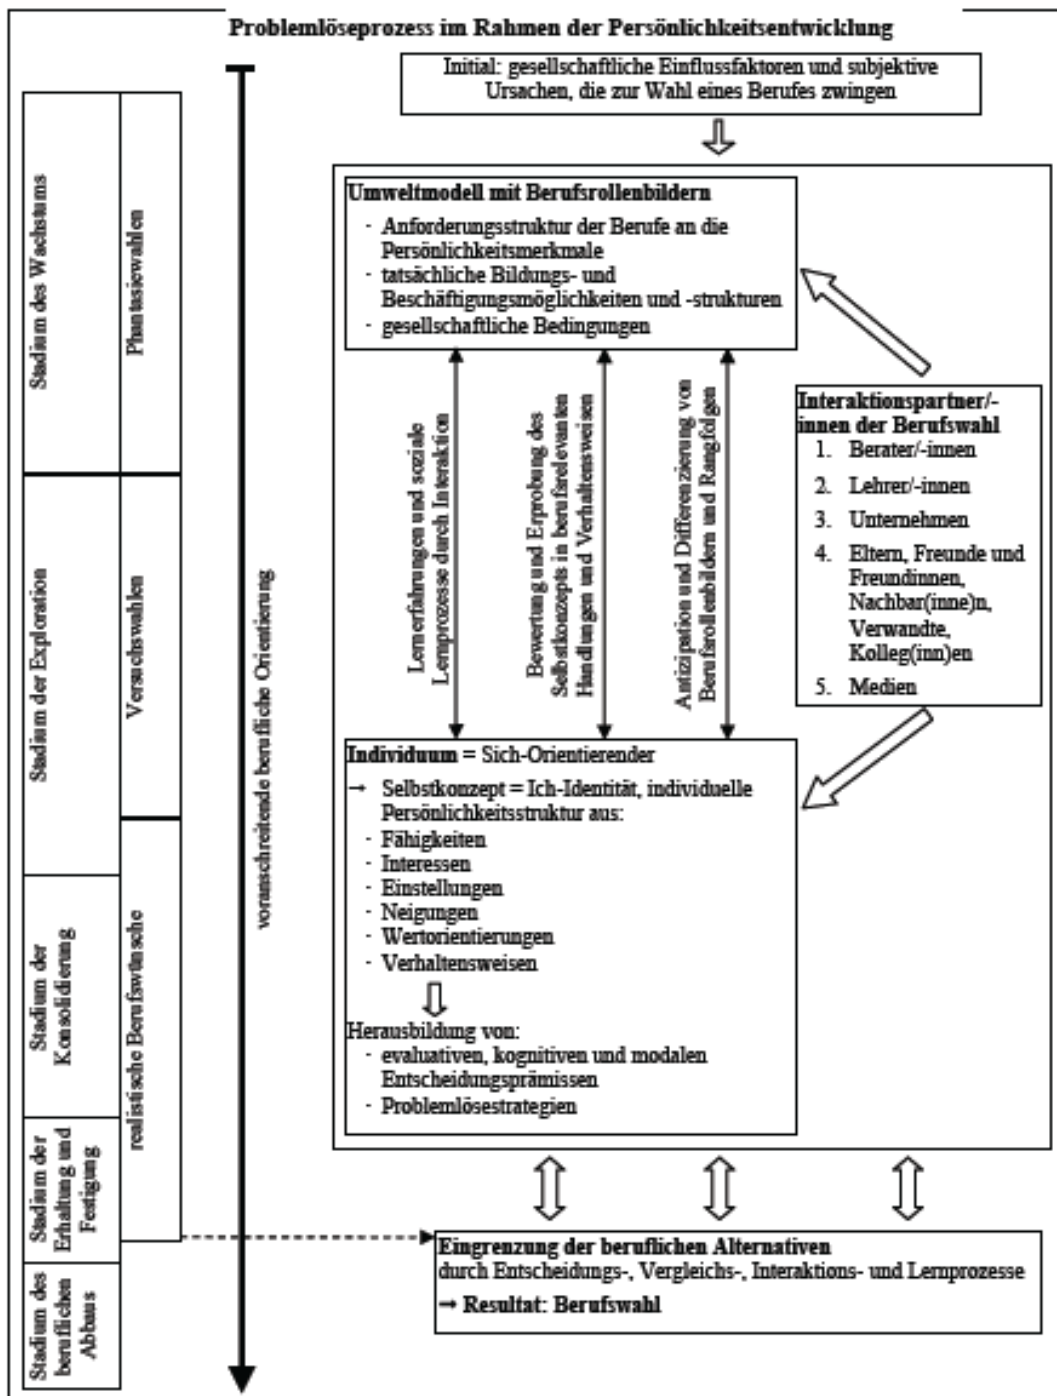 Problemlöseprozess im Rahmen der Persönlichkeitsentwicklung
Initial: gesellschaftliche Einflussfaktoren und subjektive
Ursachen, die zur Wahl eines Berufes zwingen
Stadium des Wachstums
Phantasiewahlen
Stadium der Exploration
Versuchswahlen
Stadium der
Konsolidierung
realistische Berufswünsche
Stadium der
Erhaltung und
Festigung
Stadium des
beruflichen
Abbaus
voranschreitende berufliche Orientierung
Umweltmodell mit Berufsrollenbildern
- Anforderungsstruktur der Berufe an die
Persönlichkeitsmerkmale
- tatsächliche Bildungs- und
Beschäftigungsmöglichkeiten und -strukturen
- gesellschaftliche Bedingungen
Lernerfahrungen und soziale
Lernprozesse durch Interaktion
Bewertung und Erprobung des
Selbstkonzepts in berufsrelevanten
Handlungen und Verhaltensweisen
Antizipation und Differenzierung von
Berufsrollenbildern und Rangfolgen
Interaktionspartner/-
innen der Berufswahl
1. Berater/-innen
2. Lehrer/-innen
3. Unternehmen
4. Eltern, Freunde und
Freundinnen,
Nachbar(inne)n,
Verwandte,
Kolleg(inn)en
5. Medien
Individuum = Sich-Orientierender
→ Selbstkonzept = Ich-Identität, individuelle
Persönlichkeitsstruktur aus:
- Fähigkeiten
- Interessen
- Einstellungen
- Neigungen
- Wertorientierungen
- Verhaltensweisen
Herausbildung von:
- evaluativen, kognitiven und modalen
Entscheidungsprämissen
- Problemlösestrategien
Eingrenzung der beruflichen Alternativen
durch Entscheidungs-, Vergleichs-, Interaktions- und Lernprozesse
→ Resultat: Berufswahl